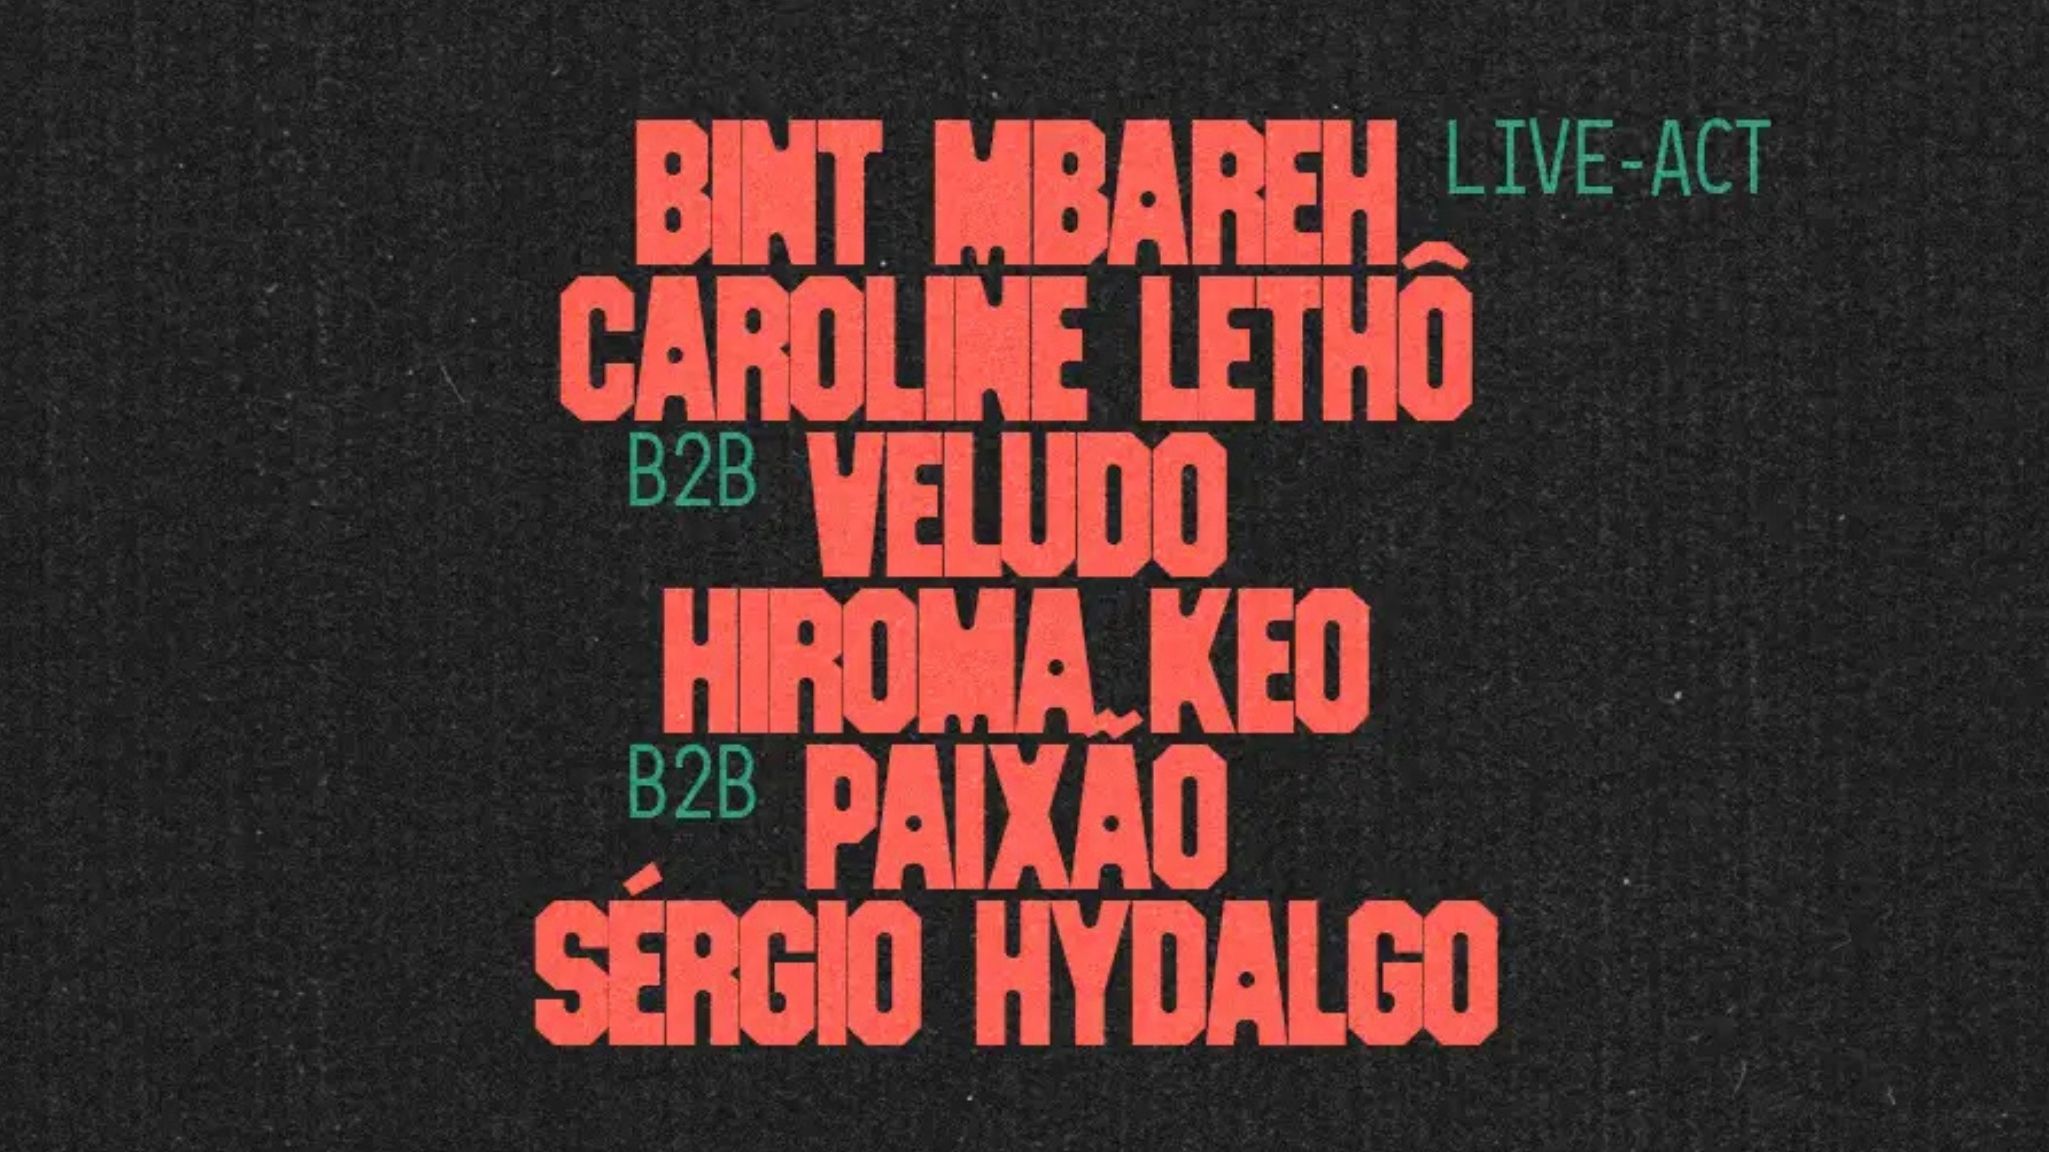 BINT MBAREH LIVE-ACT
CAROLINE LETHÔ
B2B VELUDO
HIROMA KEO
B2B PAIXÃO
SÉRGIO HYDALGO